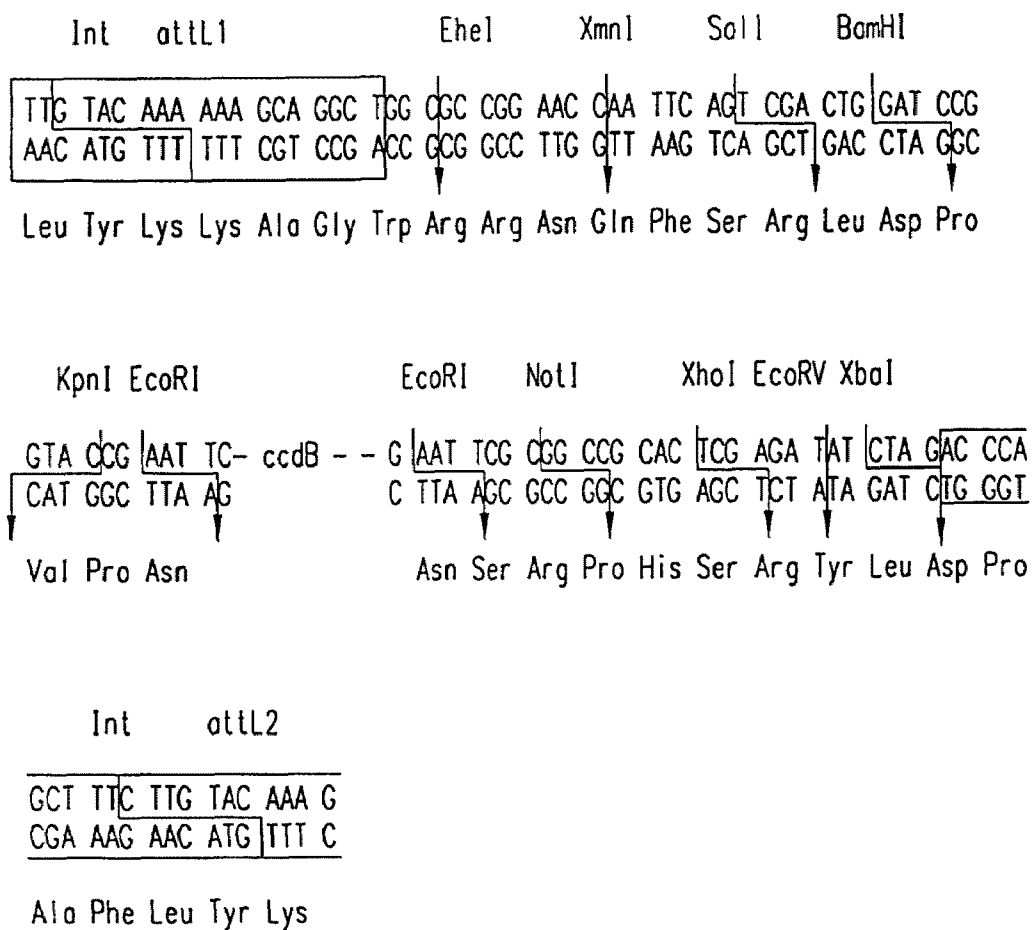 Int attL1 EheI XmnI SalI BamHI
TTG TAC AAA AAA GCA GGC TGG CGC CGG AAC CAA TTC AGT CGA CTG GAT CCG
AAC ATG TTT TTT CGT CCG ACC GCG GCC TTG GTT AAG TCA GCT GAC CTA GGC
Leu Tyr Lys Lys Ala Gly Trp Arg Arg Asn Gln Phe Ser Arg Leu Asp Pro
KpnI EcoRI EcoRI NotI XhoI EcoRV XbaI
GTA CCG AAT TC- ccdB - - G AAT TCG CGG CCG CAC TCG AGA TAT CTAG ACC CA
CAT GGC TTA AG C TTA AGC GCC GGC GTG AGC TCT ATA GAT CTG GGT
Val Pro Asn Asn Ser Arg Pro His Ser Arg Tyr Leu Asp Pro
Int attL2
GCT TTC TTG TAC AAA G
CGA AAG AAC ATG TTT C
Ala Phe Leu Tyr Lys